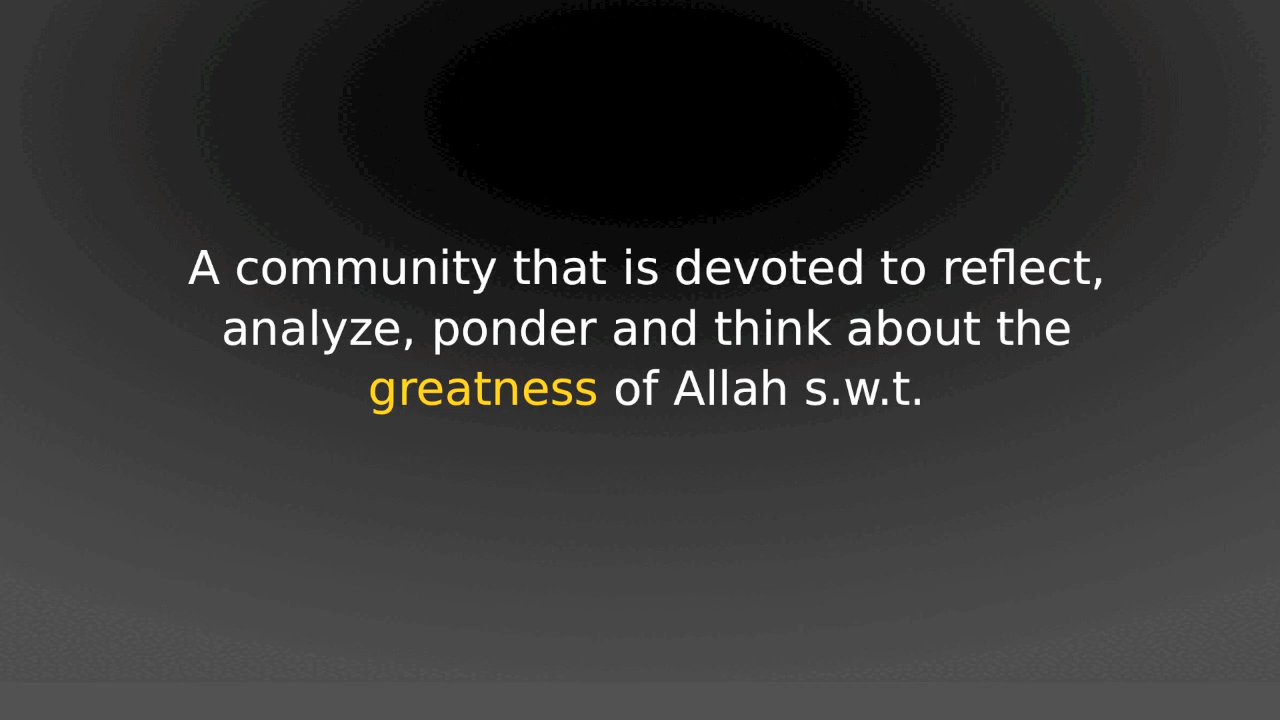 A community that is devoted to reflect,
analyze, ponder and think about the
greatness of Allah s.w.t.